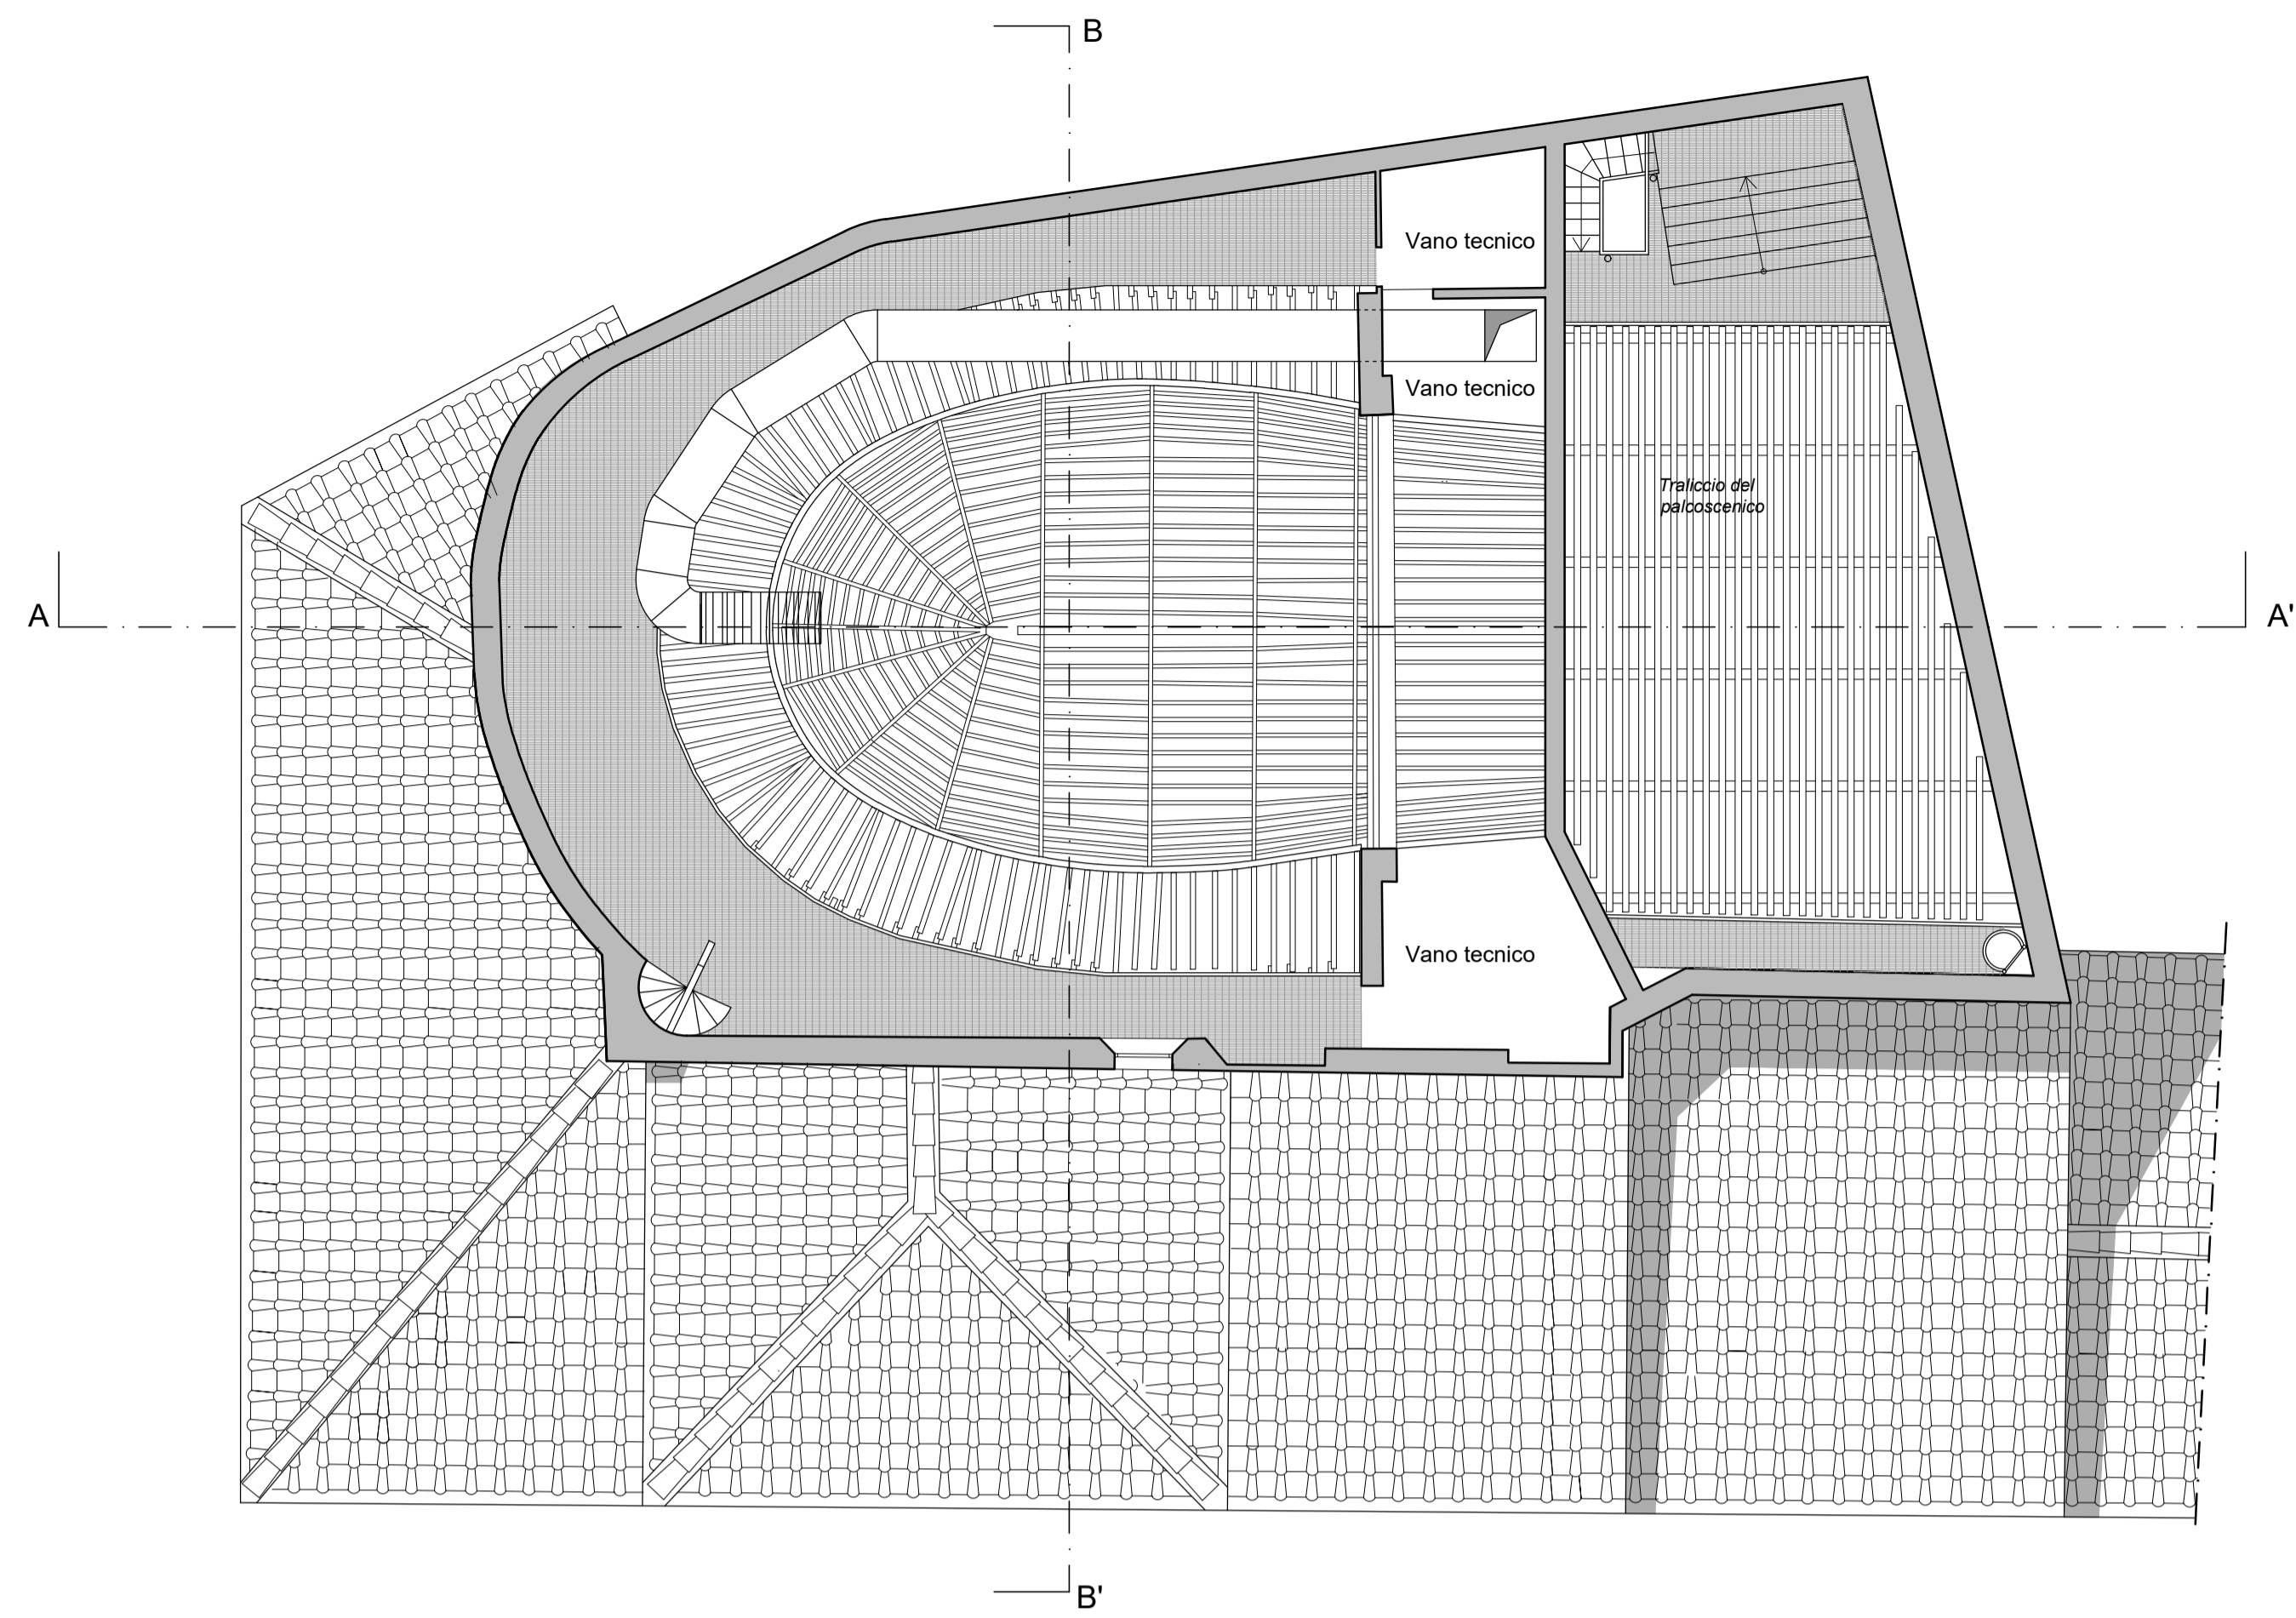 B
Vano tecnico
Vano tecnico
Traliccio del
palcoscenico
A
A'
Vano tecnico
B'